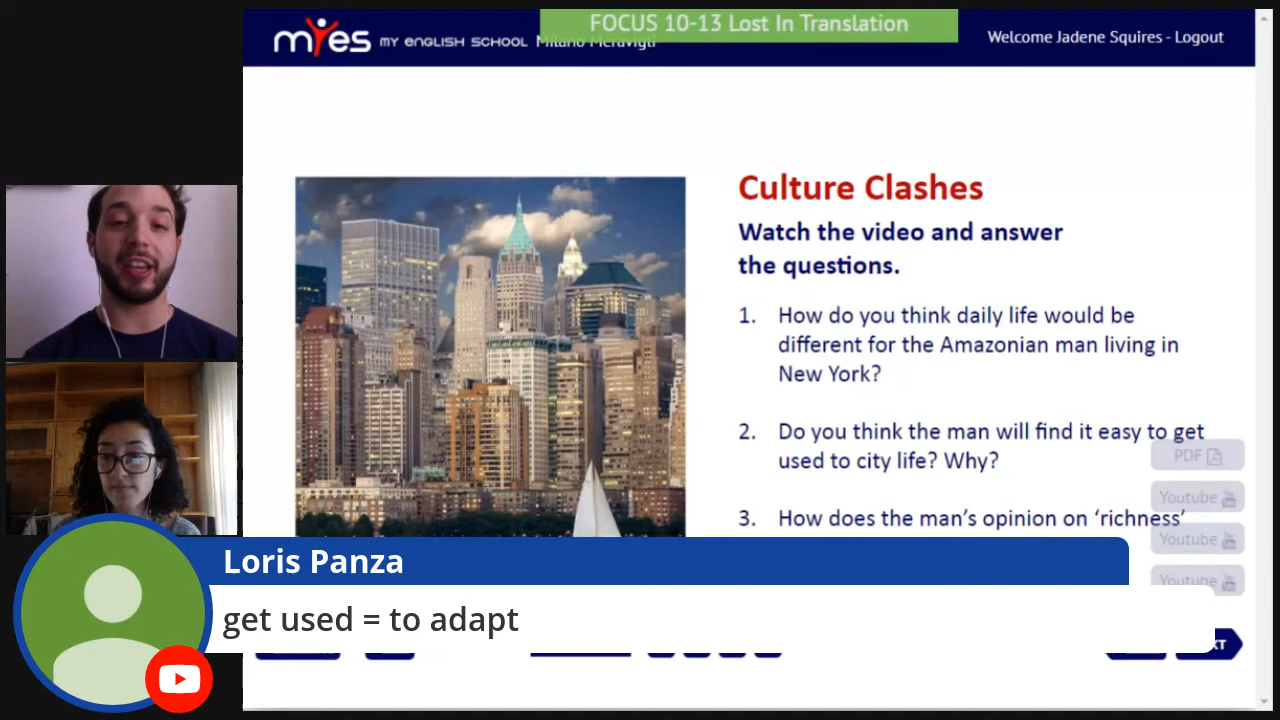 FOCUS 10-13 Lost In Translation
myes MY ENGLISH SCHOOL Milano Meravigli
Welcome Jadene Squires - Logout
Culture Clashes
Watch the video and answer
the questions.
1. How do you think daily life would be
different for the Amazonian man living in
New York?
2. Do you think the man will find it easy to get
used to city life? Why?
3. How does the man's opinion on ‘richness’
PDF
Youtube
Youtube
Youtube
Loris Panza
get used = to adapt